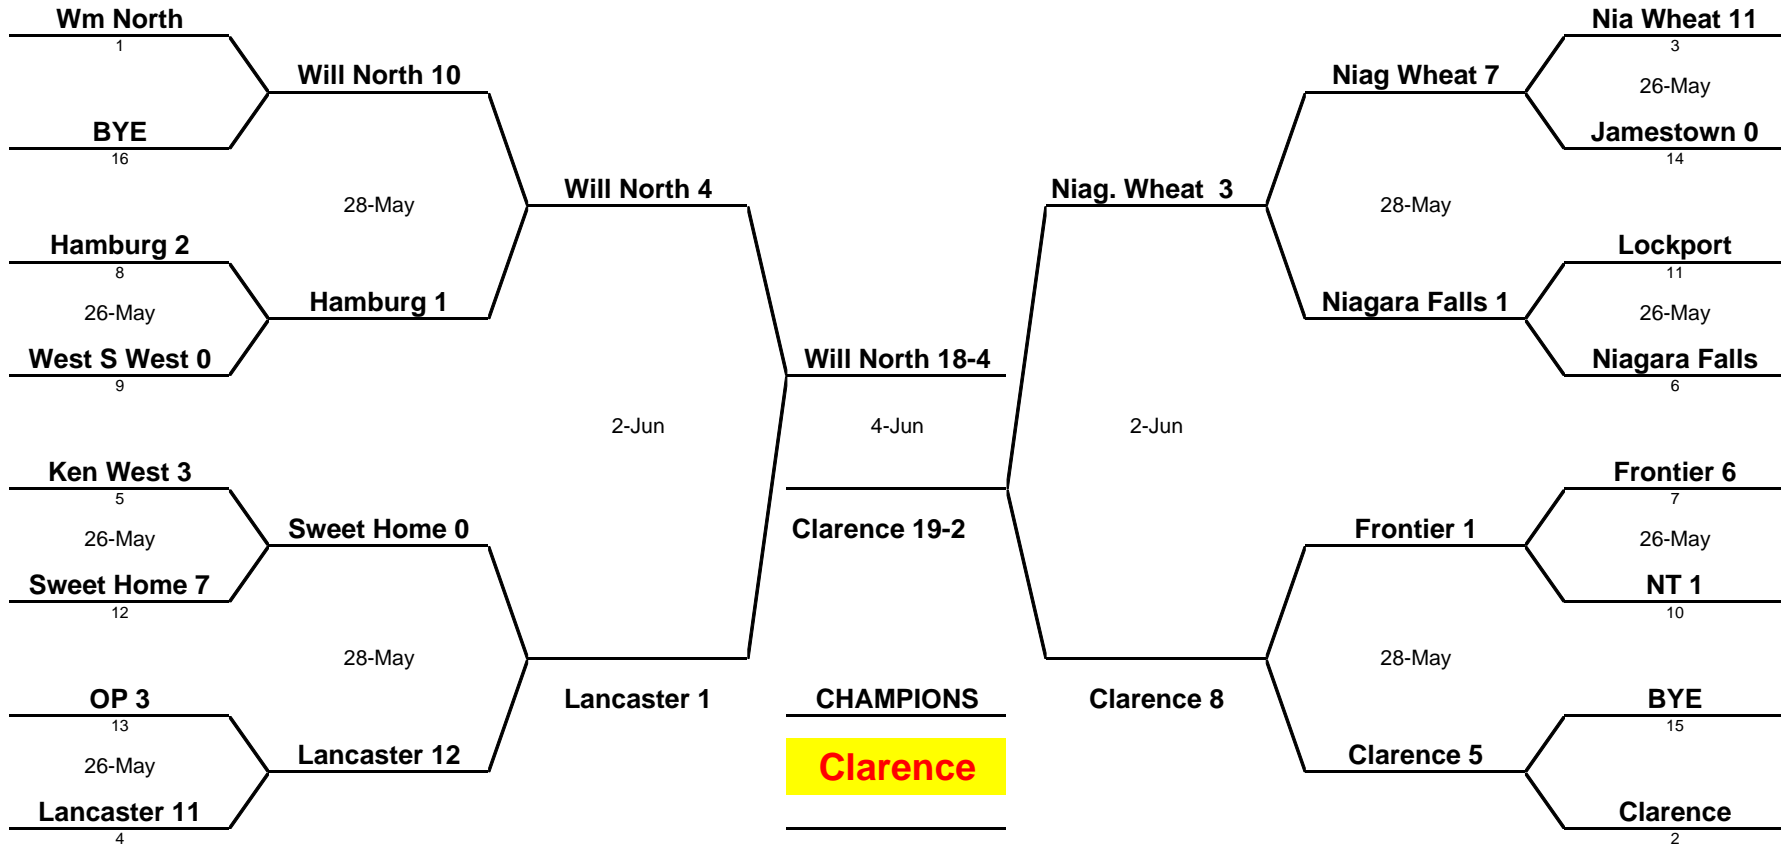 Wm North
1
Nia Wheat 11
3
Will North 10
Niag Wheat 7
26-May
BYE
16
Jamestown 0
14
28-May
Will North 4
Niag. Wheat  3
28-May
Hamburg 2
8
Lockport
11
26-May
Hamburg 1
Niagara Falls 1
26-May
West S West 0
9
Will North 18-4
Niagara Falls
6
2-Jun
4-Jun
2-Jun
Ken West 3
5
Frontier 6
7
26-May
Sweet Home 0
Clarence 19-2
Frontier 1
26-May
Sweet Home 7
12
NT 1
10
28-May
28-May
OP 3
13
Lancaster 1
CHAMPIONS
Clarence 8
BYE
15
26-May
Lancaster 12
Clarence
Clarence 5
Lancaster 11
4
Clarence
2